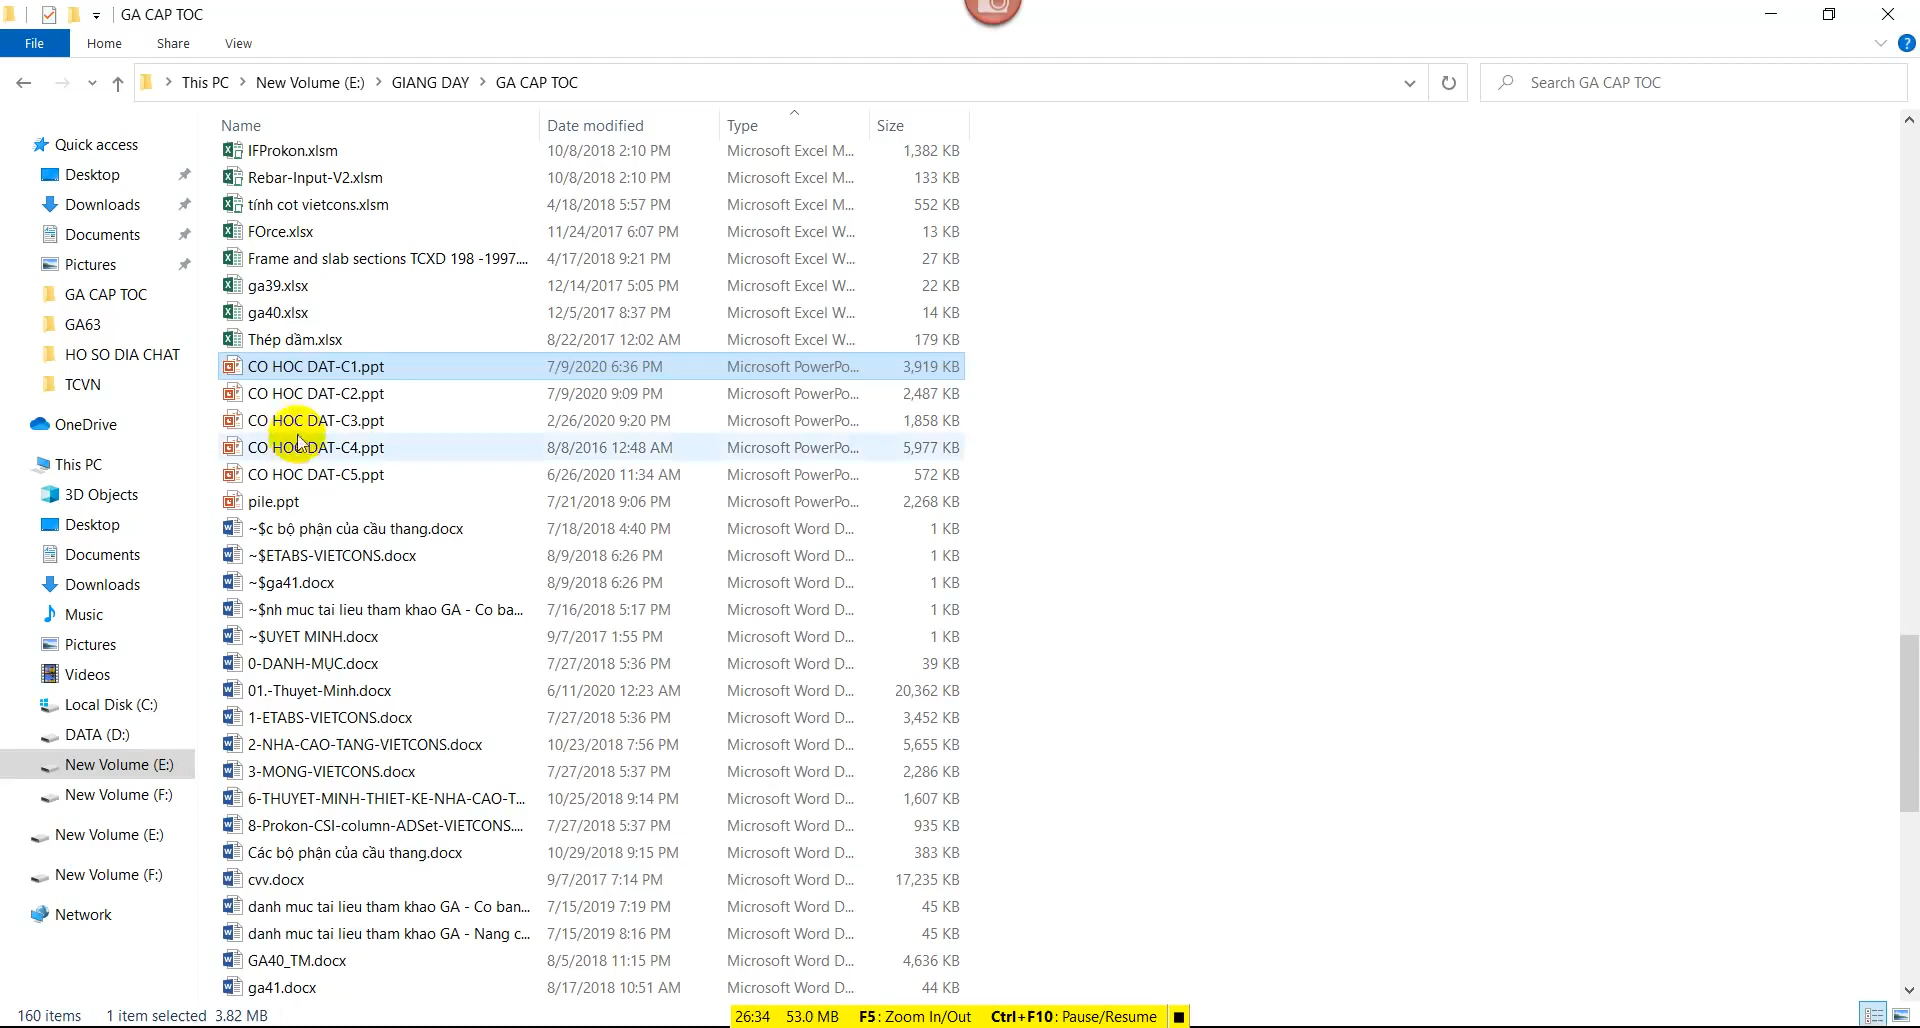 GA CAP TOC
File Home Share View
This PC New Volume (E:) GIANG DAY GA CAP TOC Search GA CAP TOC
Name Date modified Type Size
Quick access
Desktop
Downloads
Documents
Pictures
GA CAP TOC
GA63
HO SO DIA CHAT
TCVN
OneDrive
This PC
3D Objects
Desktop
Documents
Downloads
Music
Pictures
Videos
Local Disk (C:)
DATA (D:)
New Volume (E:)
New Volume (F:)
New Volume (E:)
New Volume (F:)
Network
IFProkon.xlsm 10/8/2018 2:10 PM Microsoft Excel M... 1,382 KB
Rebar-Input-V2.xlsm 10/8/2018 2:10 PM Microsoft Excel M... 133 KB
tính cot vietcons.xlsm 4/18/2018 5:57 PM Microsoft Excel M... 552 KB
FOrce.xlsx 11/24/2017 6:07 PM Microsoft Excel W... 13 KB
Frame and slab sections TCXD 198 -1997.... 4/17/2018 9:21 PM Microsoft Excel W... 27 KB
ga39.xlsx 12/14/2017 5:05 PM Microsoft Excel W... 22 KB
ga40.xlsx 12/5/2017 8:37 PM Microsoft Excel W... 14 KB
Thép dầm.xlsx 8/22/2017 12:02 AM Microsoft Excel W... 179 KB
CO HOC DAT-C1.ppt 7/9/2020 6:36 PM Microsoft PowerPo... 3,919 KB
CO HOC DAT-C2.ppt 7/9/2020 9:09 PM Microsoft PowerPo... 2,487 KB
CO HOC DAT-C3.ppt 2/26/2020 9:20 PM Microsoft PowerPo... 1,858 KB
CO HOC DAT-C4.ppt 8/8/2016 12:48 AM Microsoft PowerPo... 5,977 KB
CO HOC DAT-C5.ppt 6/26/2020 11:34 AM Microsoft PowerPo... 572 KB
pile.ppt 7/21/2018 9:06 PM Microsoft PowerPo... 2,268 KB
~$c bộ phận của cầu thang.docx 7/18/2018 4:40 PM Microsoft Word D... 1 KB
~$ETABS-VIETCONS.docx 8/9/2018 6:26 PM Microsoft Word D... 1 KB
~$ga41.docx 8/9/2018 6:26 PM Microsoft Word D... 1 KB
~$nh muc tai lieu tham khao GA - Co ba... 7/16/2018 5:17 PM Microsoft Word D... 1 KB
~$UYET MINH.docx 9/7/2017 1:55 PM Microsoft Word D... 1 KB
0-DANH-MỤC.docx 7/27/2018 5:36 PM Microsoft Word D... 39 KB
01.-Thuyet-Minh.docx 6/11/2020 12:23 AM Microsoft Word D... 20,362 KB
1-ETABS-VIETCONS.docx 7/27/2018 5:36 PM Microsoft Word D... 3,452 KB
2-NHA-CAO-TANG-VIETCONS.docx 10/23/2018 7:56 PM Microsoft Word D... 5,655 KB
3-MONG-VIETCONS.docx 7/27/2018 5:37 PM Microsoft Word D... 2,286 KB
6-THUYET-MINH-THIET-KE-NHA-CAO-T... 10/25/2018 9:14 PM Microsoft Word D... 1,607 KB
8-Prokon-CSI-column-ADSet-VIETCONS.... 7/27/2018 5:37 PM Microsoft Word D... 935 KB
Các bộ phận của cầu thang.docx 10/29/2018 9:15 PM Microsoft Word D... 383 KB
cvv.docx 9/7/2017 7:14 PM Microsoft Word D... 17,235 KB
danh muc tai lieu tham khao GA - Co ban... 7/15/2019 7:19 PM Microsoft Word D... 45 KB
danh muc tai lieu tham khao GA - Nang c... 7/15/2019 8:16 PM Microsoft Word D... 45 KB
GA40_TM.docx 8/5/2018 11:15 PM Microsoft Word D... 4,636 KB
ga41.docx 8/17/2018 10:51 AM Microsoft Word D... 44 KB
160 items 1 item selected 3.82 MB
26:34 53.0 MB F5: Zoom In/Out Ctrl+F10: Pause/Resume